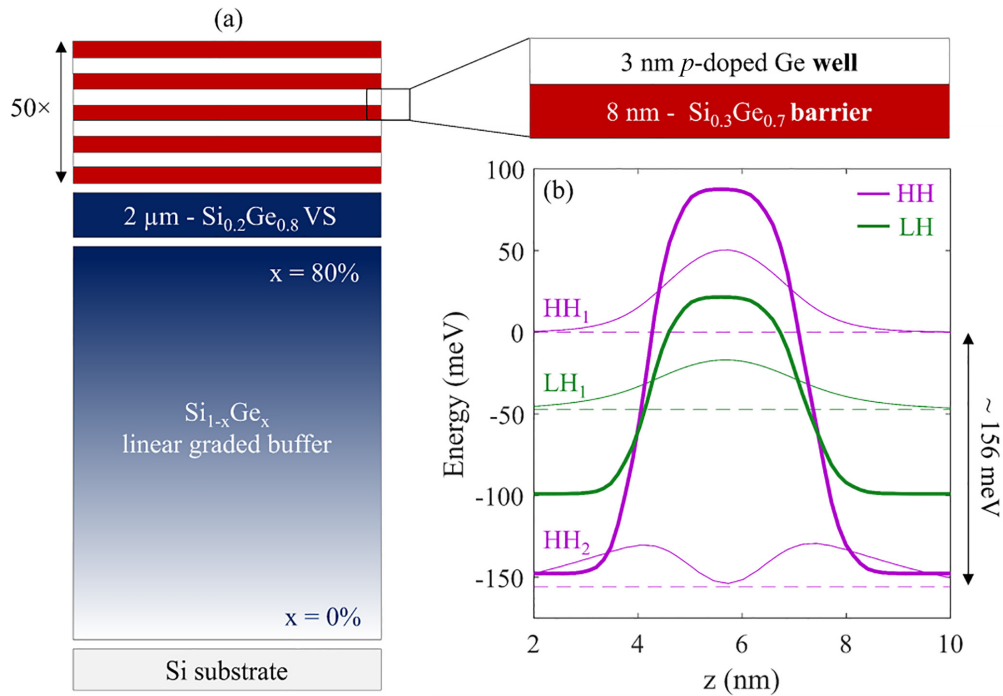 (a)
50×
3 nm p-doped Ge well
8 nm - Si0.3Ge0.7 barrier
2 µm - Si0.2Ge0.8 VS
x = 80%
Si1-xGex
linear graded buffer
x = 0%
Si substrate
(b)
HH
LH
HH1
LH1
HH2
100
50
0
-50
-100
-150
Energy (meV)
2
4
6
8
10
z (nm)
~ 156 meV